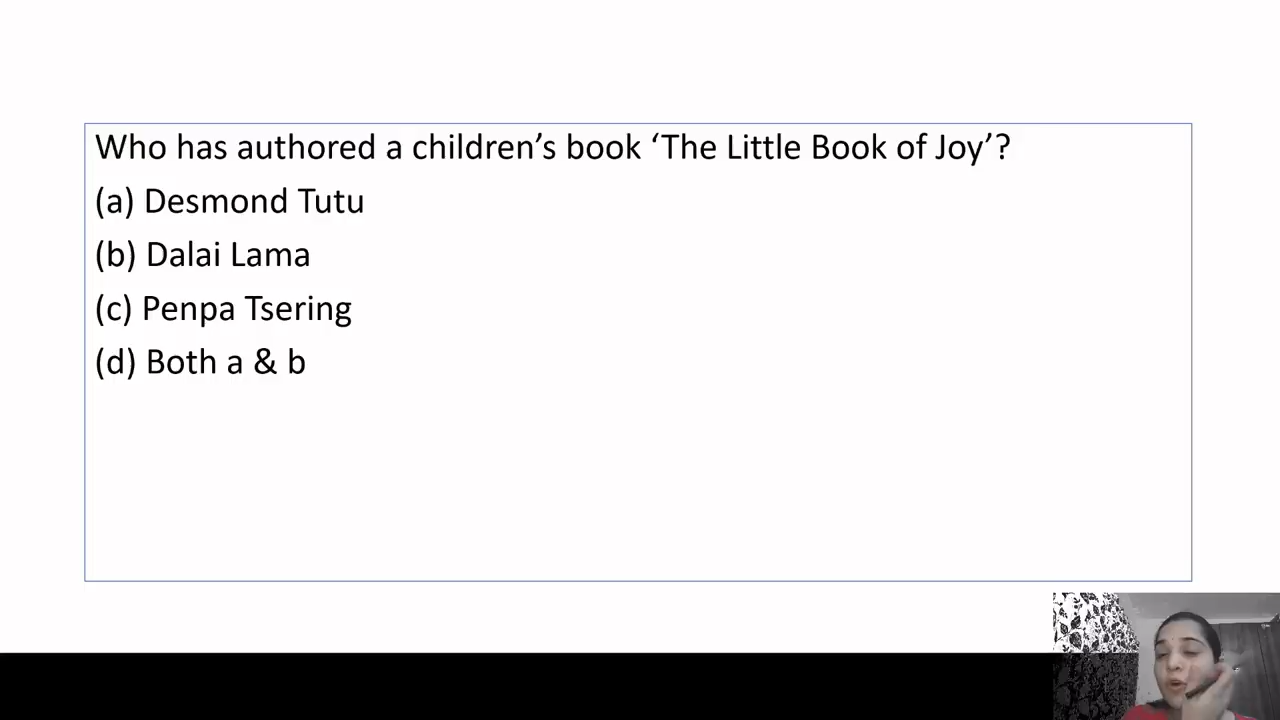 Who has authored a children’s book ‘The Little Book of Joy’?
(a) Desmond Tutu
(b) Dalai Lama
(c) Penpa Tsering
(d) Both a & b